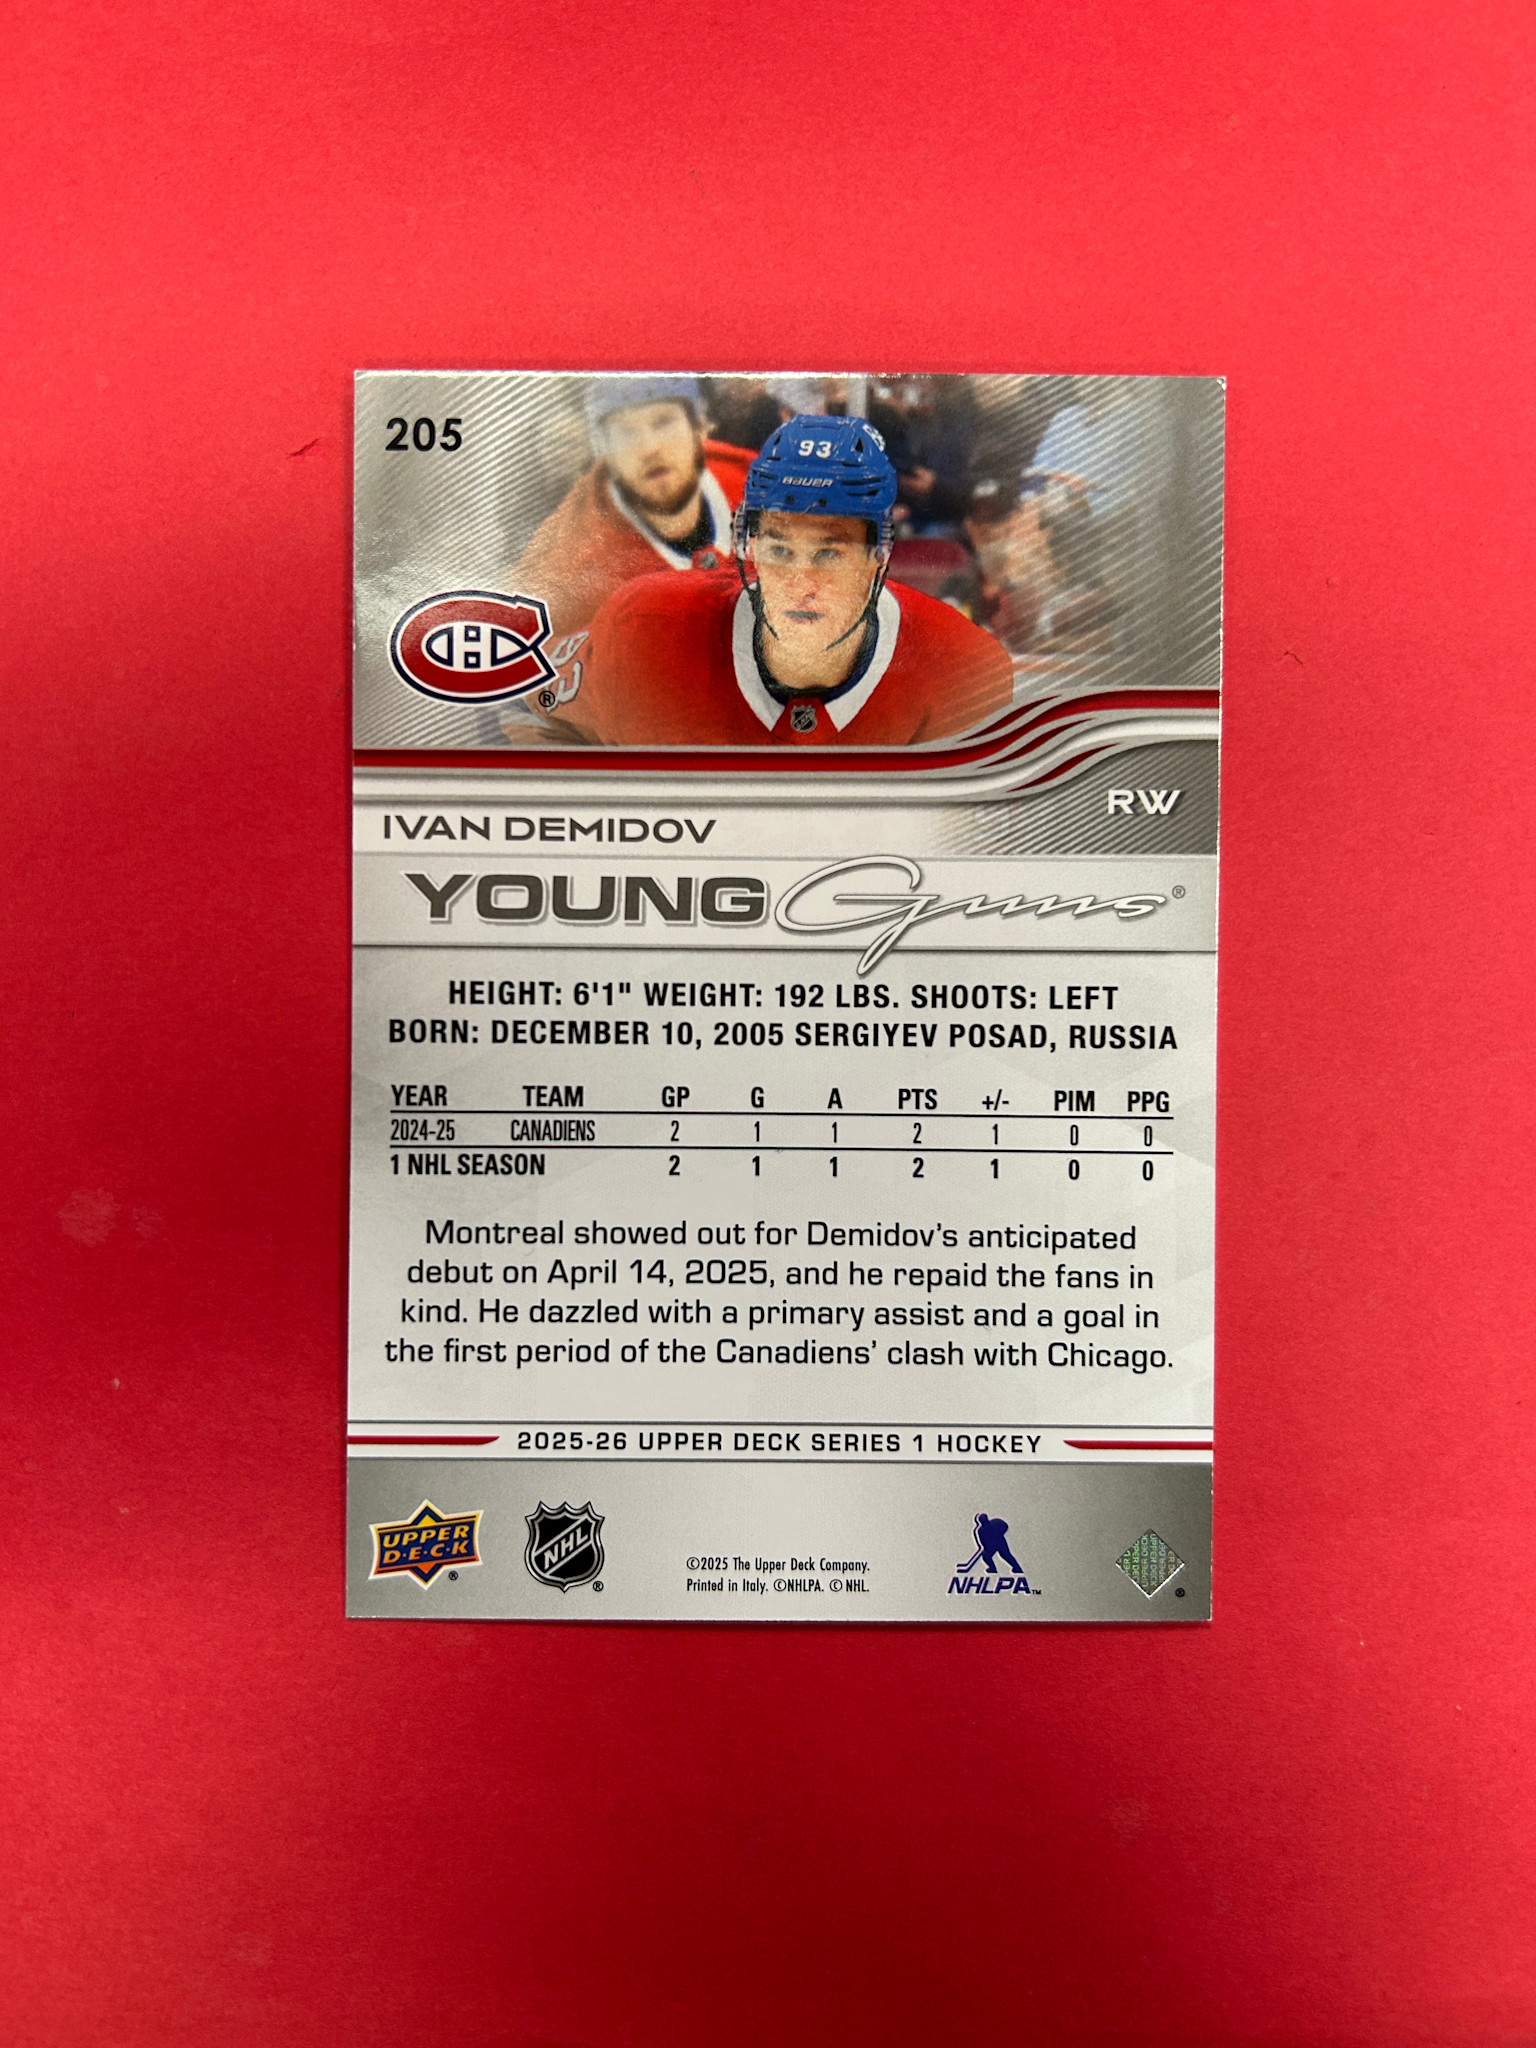 205
93
BAUER
IVAN DEMIDOV
RW
YOUNG Guns®
HEIGHT: 6'1" WEIGHT: 192 LBS. SHOOTS: LEFT
BORN: DECEMBER 10, 2005 SERGIYEV POSAD, RUSSIA
YEAR TEAM GP G A PTS +/- PIM PPG
2024-25 CANADIENS 2 1 1 2 1 0 0
1 NHL SEASON 2 1 1 2 1 0 0
Montreal showed out for Demidov's anticipated
debut on April 14, 2025, and he repaid the fans in
kind. He dazzled with a primary assist and a goal in
the first period of the Canadiens' clash with Chicago.
2025-26 UPPER DECK SERIES 1 HOCKEY
UPPER
D·E·C·K ®
NHL ®
©2025 The Upper Deck Company.
Printed in Italy. ©NHLPA. © NHL.
NHLPA™